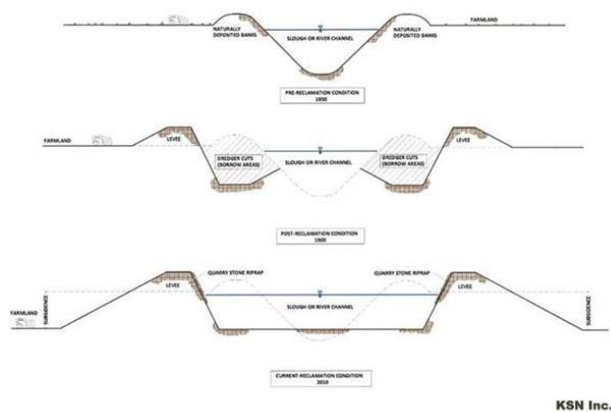 NATURALLY
DEPOSITED BANKS
SLOUGH OR RIVER CHANNEL
NATURALLY
DEPOSITED BANKS
FARMLAND
PRE-RECLAMATION CONDITION
1850
FARMLAND
LEVEE
DREDGER CUTS
(BORROW AREAS)
SLOUGH OR RIVER CHANNEL
DREDGER CUTS
(BORROW AREAS)
LEVEE
POST-RECLAMATION CONDITION
1900
QUARRY STONE RIPRAP
QUARRY STONE RIPRAP
LEVEE
SLOUGH OR RIVER CHANNEL
LEVEE
SUBSIDENCE
SUBSIDENCE
FARMLAND
CURRENT-RECLAMATION CONDITION
2010
KSN Inc.